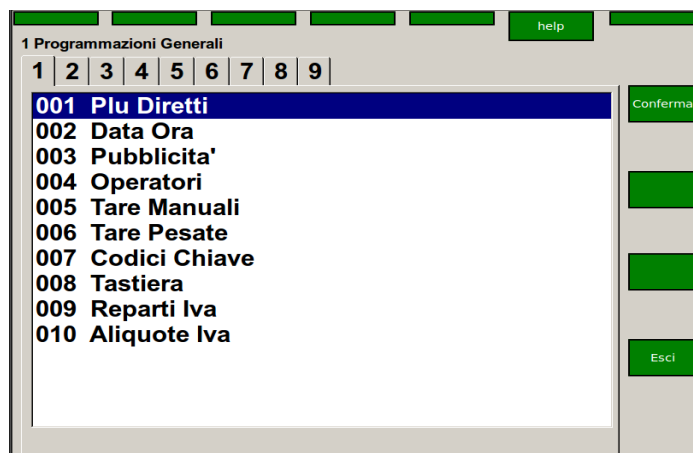 help
1 Programmazioni Generali
1 2 3 4 5 6 7 8 9
001 Plu Diretti
Conferma
002 Data Ora
003 Pubblicita'
004 Operatori
005 Tare Manuali
006 Tare Pesate
007 Codici Chiave
008 Tastiera
009 Reparti Iva
010 Aliquote Iva
Esci